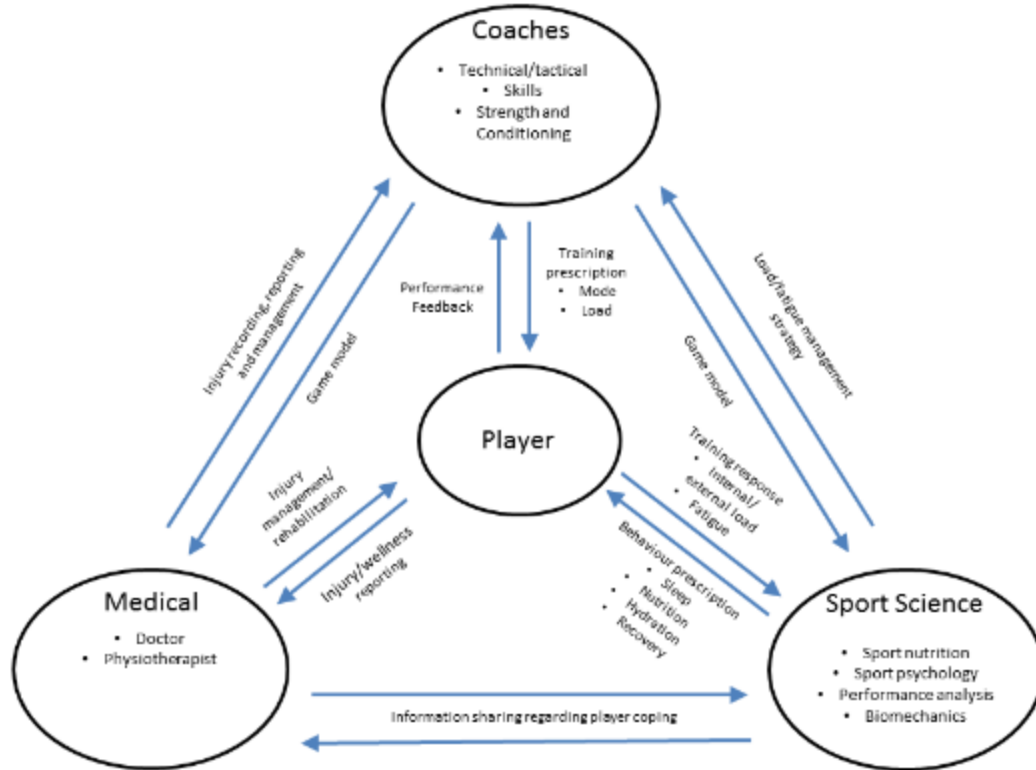 Coaches
• Technical/tactical
• Skills
• Strength and
Conditioning
Injury recording, reporting
and management
Game model
Performance
Feedback
Training
prescription
• Mode
• Load
Game model
Load/fatigue management
strategy
Player
Injury
management/
rehabilitation
Injury/wellness
reporting
Training response
• Internal/
external load
• Fatigue
Behaviour prescription
• Sleep
• Nutrition
• Hydration
• Recovery
Medical
• Doctor
• Physiotherapist
Sport Science
• Sport nutrition
• Sport psychology
• Performance analysis
• Biomechanics
Information sharing regarding player coping